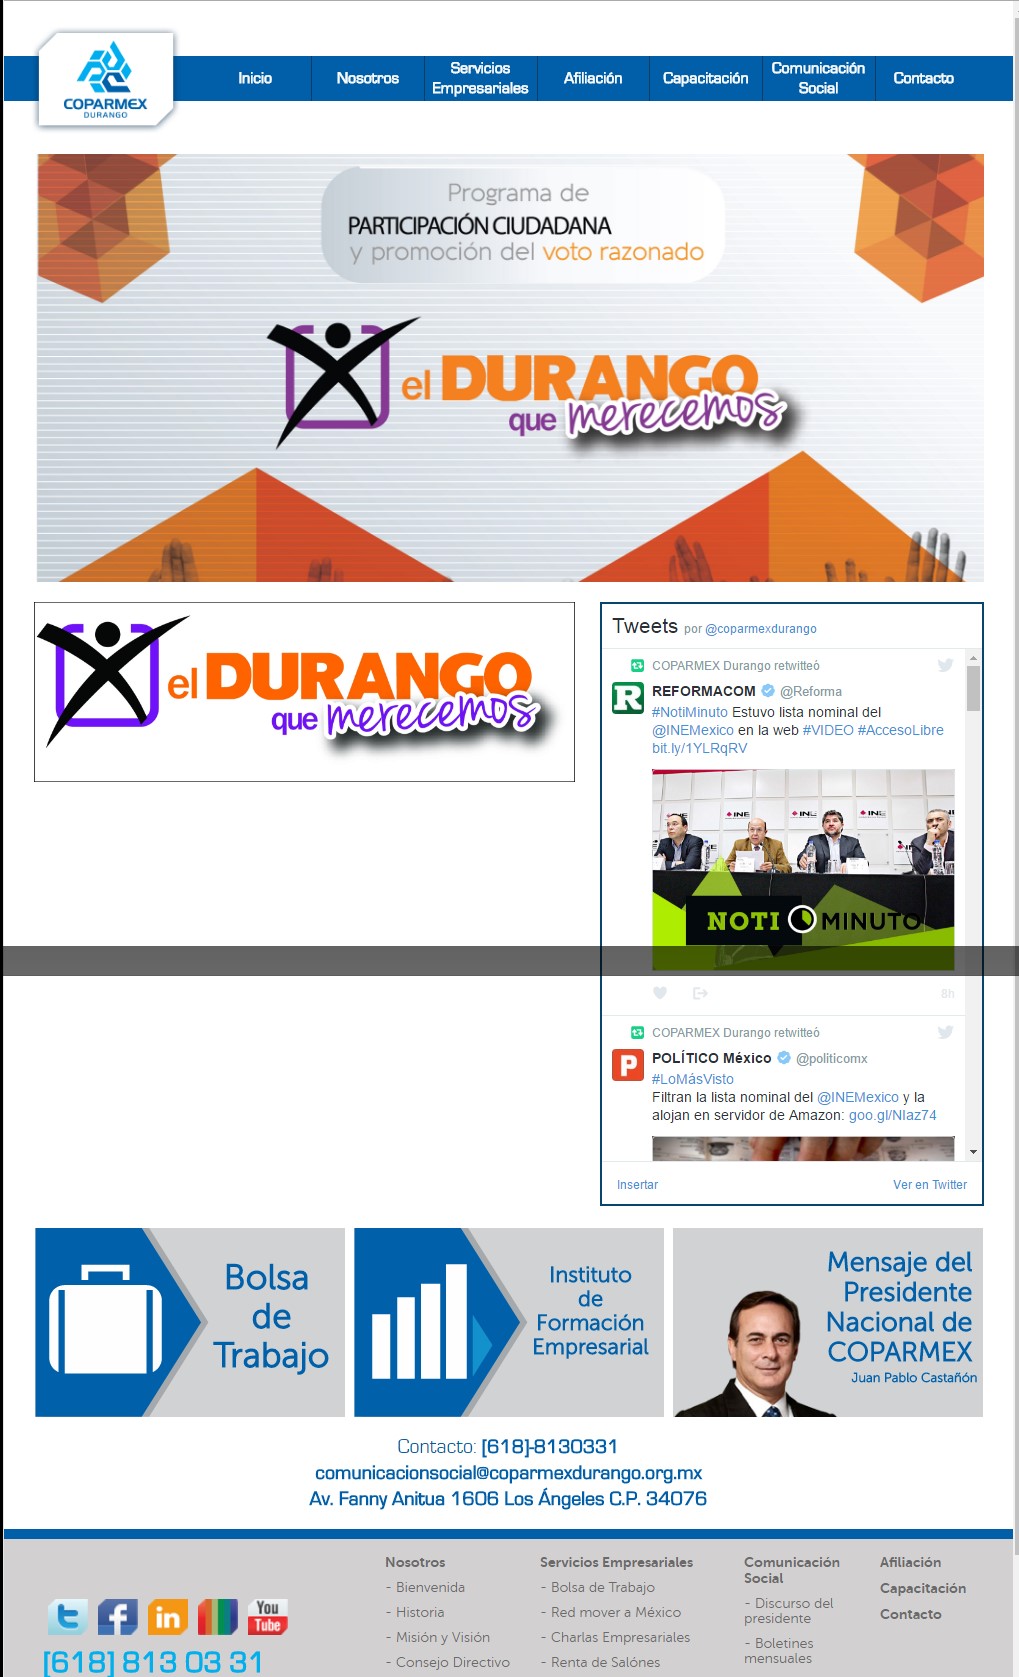 COPARMEX
DURANGO
Inicio
Nosotros
Servicios
Empresariales
Afiliación
Capacitación
Comunicación
Social
Contacto
Programa de
PARTICIPACIÓN CIUDADANA
y promoción del voto razonado
el DURANGO
que merecemos
el DURANGO
que merecemos
Tweets por @coparmexdurango
COPARMEX Durango retwitteó
REFORMACOM @Reforma
#NotiMinuto Estuvo lista nominal del
@INEMexico en la web #VIDEO #AccesoLibre
bit.ly/1YLRqRV
INE
INE
INE
NOTI MINUTO
8h
COPARMEX Durango retwitteó
POLÍTICO México @politicomx
#LoMásVisto
Filtran la lista nominal del @INEMexico y la
alojan en servidor de Amazon: goo.gl/NIaz74
Insertar
Ver en Twitter
Bolsa
de
Trabajo
Instituto
de
Formación
Empresarial
Mensaje del
Presidente
Nacional de
COPARMEX
Juan Pablo Castañón
Contacto: [618]-8130331
comunicacionsocial@coparmexdurango.org.mx
Av. Fanny Anitua 1606 Los Ángeles C.P. 34076
You
Tube
[618] 813 03 31
Nosotros
- Bienvenida
- Historia
- Misión y Visión
- Consejo Directivo
Servicios Empresariales
- Bolsa de Trabajo
- Red mover a México
- Charlas Empresariales
- Renta de Salónes
Comunicación
Social
- Discurso del
presidente
- Boletines
mensuales
Afiliación
Capacitación
Contacto